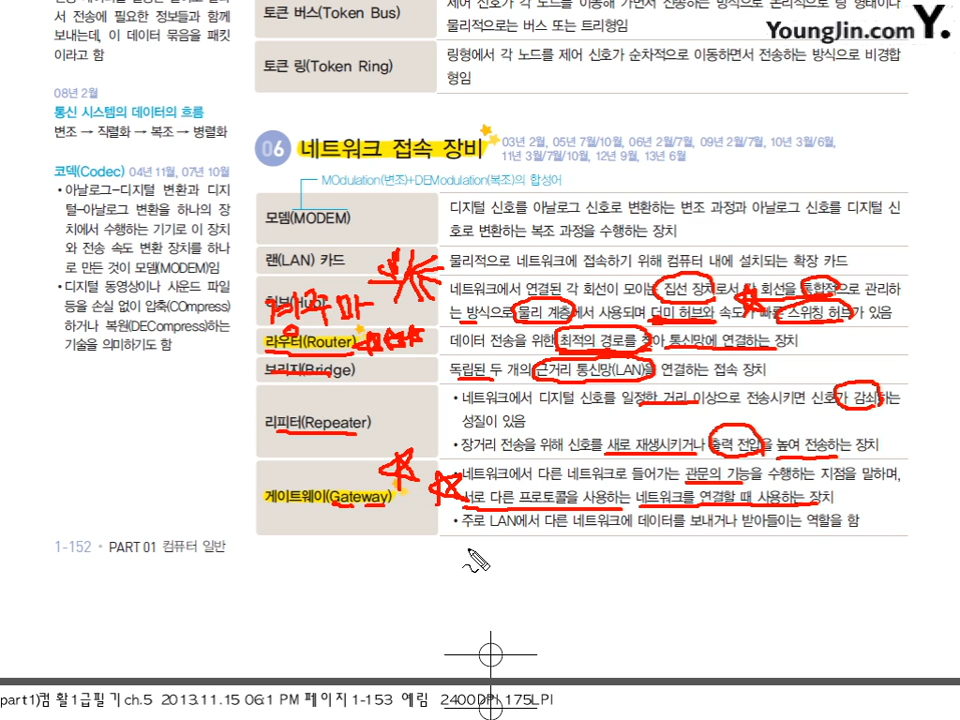 서 전송에 필요한 정보들과 함께
보내는데, 이 데이터 묶음을 패킷
이라고 함
08년 2월
통신 시스템의 데이터의 흐름
변조 → 직렬화 → 복조 → 병렬화
코덱(Codec) 04년 11월, 07년 10월
• 아날로그-디지털 변환과 디지
털-아날로그 변환을 하나의 장
치에서 수행하는 기기로 이 장치
와 전송 속도 변환 장치를 하나
로 만든 것이 모뎀(MODEM)임
• 디지털 동영상이나 사운드 파일
등을 손실 없이 압축(COmpress)
하거나 복원(DECompress)하는
기술을 의미하기도 함
토큰 버스(Token Bus)
제어 신호가 각 노드를 이동해 가면서 전송하는 방식으로 논리적으로 링 형태이나
물리적으로는 버스 또는 트리형임
토큰 링(Token Ring)
링형에서 각 노드를 제어 신호가 순차적으로 이동하면서 전송하는 방식으로 비경합
형임
YoungJin.com Y.
06 네트워크 접속 장비
03년 2월, 05년 7월/10월, 06년 2월/7월, 09년 2월/7월, 10년 3월/6월,
11년 3월/7월/10월, 12년 9월, 13년 6월
MOdulation(변조)+DEModulation(복조)의 합성어
모뎀(MODEM)
디지털 신호를 아날로그 신호로 변환하는 변조 과정과 아날로그 신호를 디지털 신
호로 변환하는 복조 과정을 수행하는 장치
랜(LAN) 카드
물리적으로 네트워크에 접속하기 위해 컴퓨터 내에 설치되는 확장 카드
허브(Hub)
네트워크에서 연결된 각 회선이 모이는 집선 장치로서 각 회선을 통합적으로 관리하
는 방식으로 물리 계층에서 사용되며 더미 허브와 속도가 빠른 스위칭 허브가 있음
라우터(Router)
데이터 전송을 위한 최적의 경로를 찾아 통신망에 연결하는 장치
브리지(Bridge)
독립된 두 개의 근거리 통신망(LAN)을 연결하는 접속 장치
리피터(Repeater)
• 네트워크에서 디지털 신호를 일정한 거리 이상으로 전송시키면 신호가 감쇠하는
성질이 있음
• 장거리 전송을 위해 신호를 새로 재생시키거나 출력 전압을 높여 전송하는 장치
게이트웨이(Gateway)
• 네트워크에서 다른 네트워크로 들어가는 관문의 기능을 수행하는 지점을 말하며,
서로 다른 프로토콜을 사용하는 네트워크를 연결할 때 사용하는 장치
• 주로 LAN에서 다른 네트워크에 데이터를 보내거나 받아들이는 역할을 함
1-152 • PART 01 컴퓨터 일반
part1)컴 활1급필 기 ch.5 2013.11.15 06:1 PM 페 이 지 1-153 예림 2400DPI 175LPI